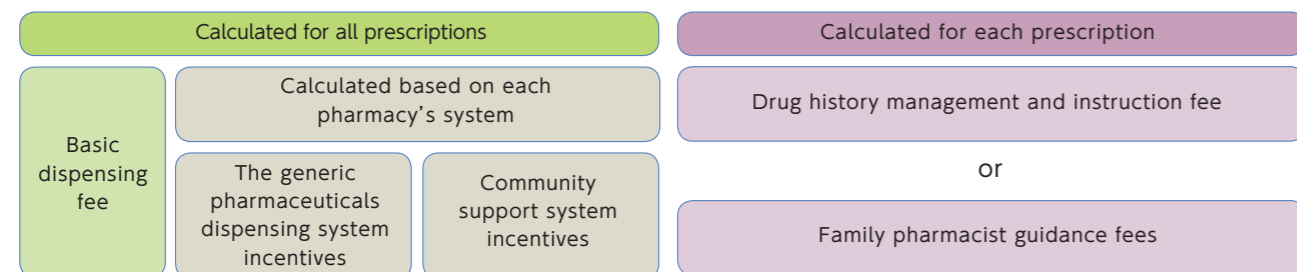 Calculated for all prescriptions
Calculated for each prescription
Basic
dispensing
fee
Calculated based on each
pharmacy's system
The generic
pharmaceuticals
dispensing system
incentives
Community
support system
incentives
Drug history management and instruction fee
or
Family pharmacist guidance fees